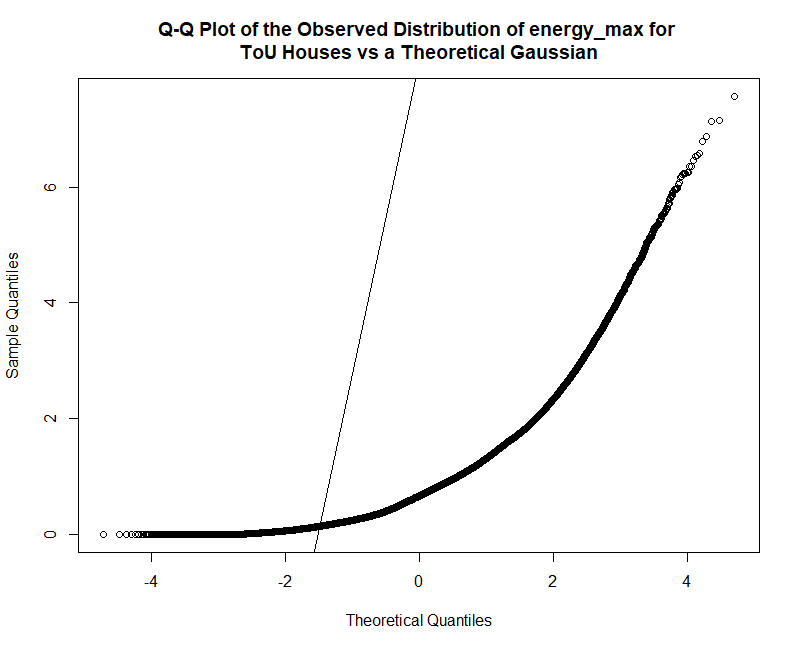 Q-Q Plot of the Observed Distribution of energy_max for
ToU Houses vs a Theoretical Gaussian
Sample Quantiles
6
4
2
0
-4
-2
0
2
4
Theoretical Quantiles